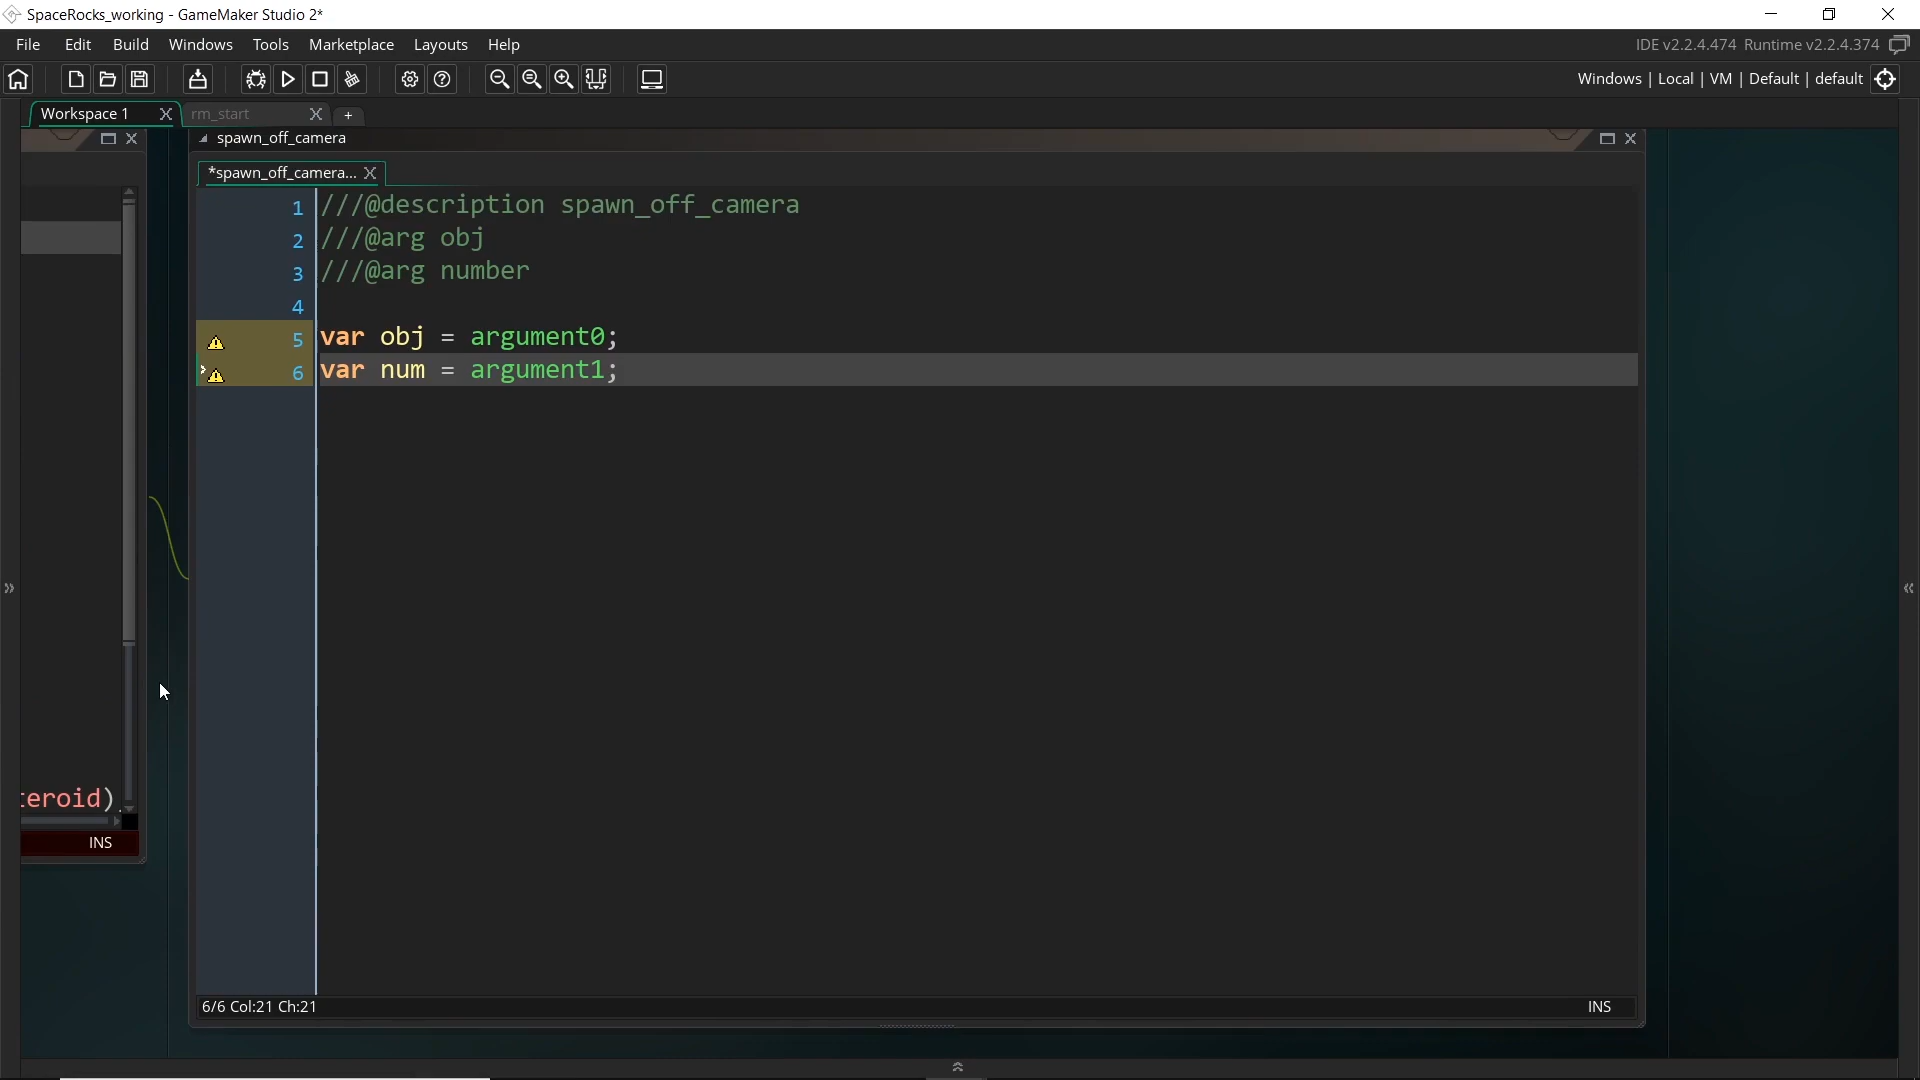 SpaceRocks_working - GameMaker Studio 2*
File Edit Build Windows Tools Marketplace Layouts Help
IDE v2.2.4.474 Runtime v2.2.4.374
Windows | Local | VM | Default | default
Workspace 1 X rm_start X +
spawn_off_camera
*spawn_off_camera... X
1 ///@description spawn_off_camera
2 ///@arg obj
3 ///@arg number
4
5 var obj = argument0;
6 var num = argument1;
teroid)
INS
6/6 Col:21 Ch:21 INS